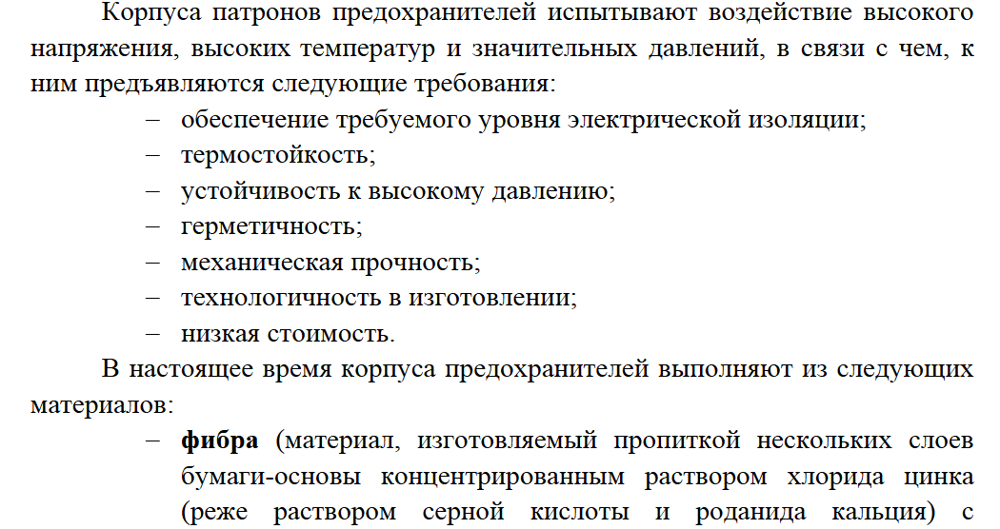 Корпуса патронов предохранителей испытывают воздействие высокого
напряжения, высоких температур и значительных давлений, в связи с чем, к
ним предъявляются следующие требования:
– обеспечение требуемого уровня электрической изоляции;
– термостойкость;
– устойчивость к высокому давлению;
– герметичность;
– механическая прочность;
– технологичность в изготовлении;
– низкая стоимость.
В настоящее время корпуса предохранителей выполняют из следующих
материалов:
– фибра (материал, изготовляемый пропиткой нескольких слоев
бумаги-основы концентрированным раствором хлорида цинка
(реже раствором серной кислоты и роданида кальция) с